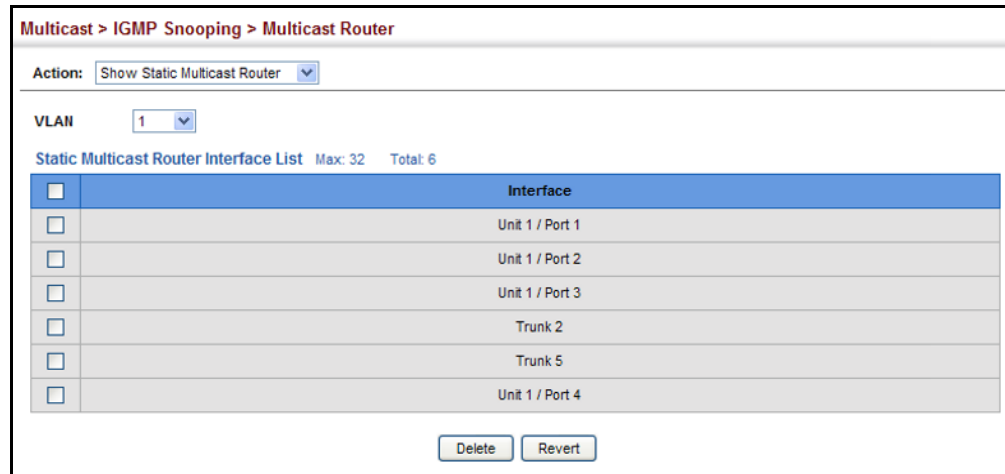 Multicast > IGMP Snooping > Multicast Router
Action: Show Static Multicast Router
VLAN 1
Static Multicast Router Interface List Max: 32 Total: 6
Interface
Unit 1 / Port 1
Unit 1 / Port 2
Unit 1 / Port 3
Trunk 2
Trunk 5
Unit 1 / Port 4
Delete Revert